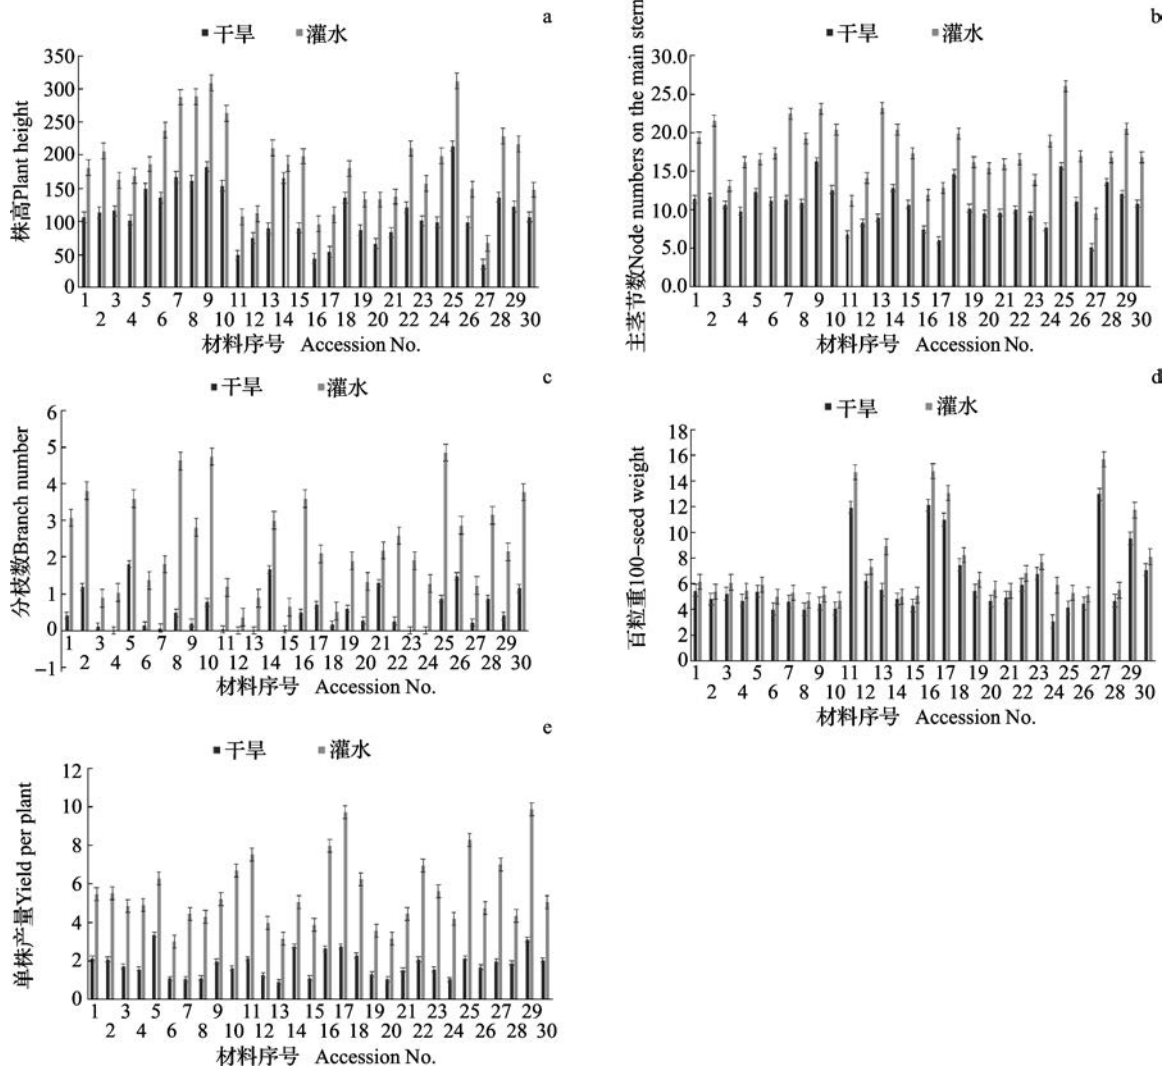 a
■干旱 ■灌水
株高Plant height
350
300
250
200
150
100
50
0
1 3 5 7 9 11 13 15 17 19 21 23 25 27 29
2 4 6 8 10 12 14 16 18 20 22 24 26 28 30
材料序号 Accession No.
b
■干旱 ■灌水
主茎节数Node numbers on the main stern
30.0
25.0
20.0
15.0
10.0
5.0
0.0
1 3 5 7 9 11 13 15 17 19 21 23 25 27 29
2 4 6 8 10 12 14 16 18 20 22 24 26 28 30
材料序号 Accession No.
c
■干旱 ■灌水
分枝数Branch number
6
5
4
3
2
1
0
−1
1 3 5 7 9 11 13 15 17 19 21 23 25 27 29
2 4 6 8 10 12 14 16 18 20 22 24 26 28 30
材料序号 Accession No.
d
■干旱 ■灌水
百粒重100−seed weight
18
16
14
12
10
8
6
4
2
0
1 3 5 7 9 11 13 15 17 19 21 23 25 27 29
2 4 6 8 10 12 14 16 18 20 22 24 26 28 30
材料序号 Accession No.
e
■干旱 ■灌水
单株产量Yield per plant
12
10
8
6
4
2
0
1 3 5 7 9 11 13 15 17 19 21 23 25 27 29
2 4 6 8 10 12 14 16 18 20 22 24 26 28 30
材料序号 Accession No.